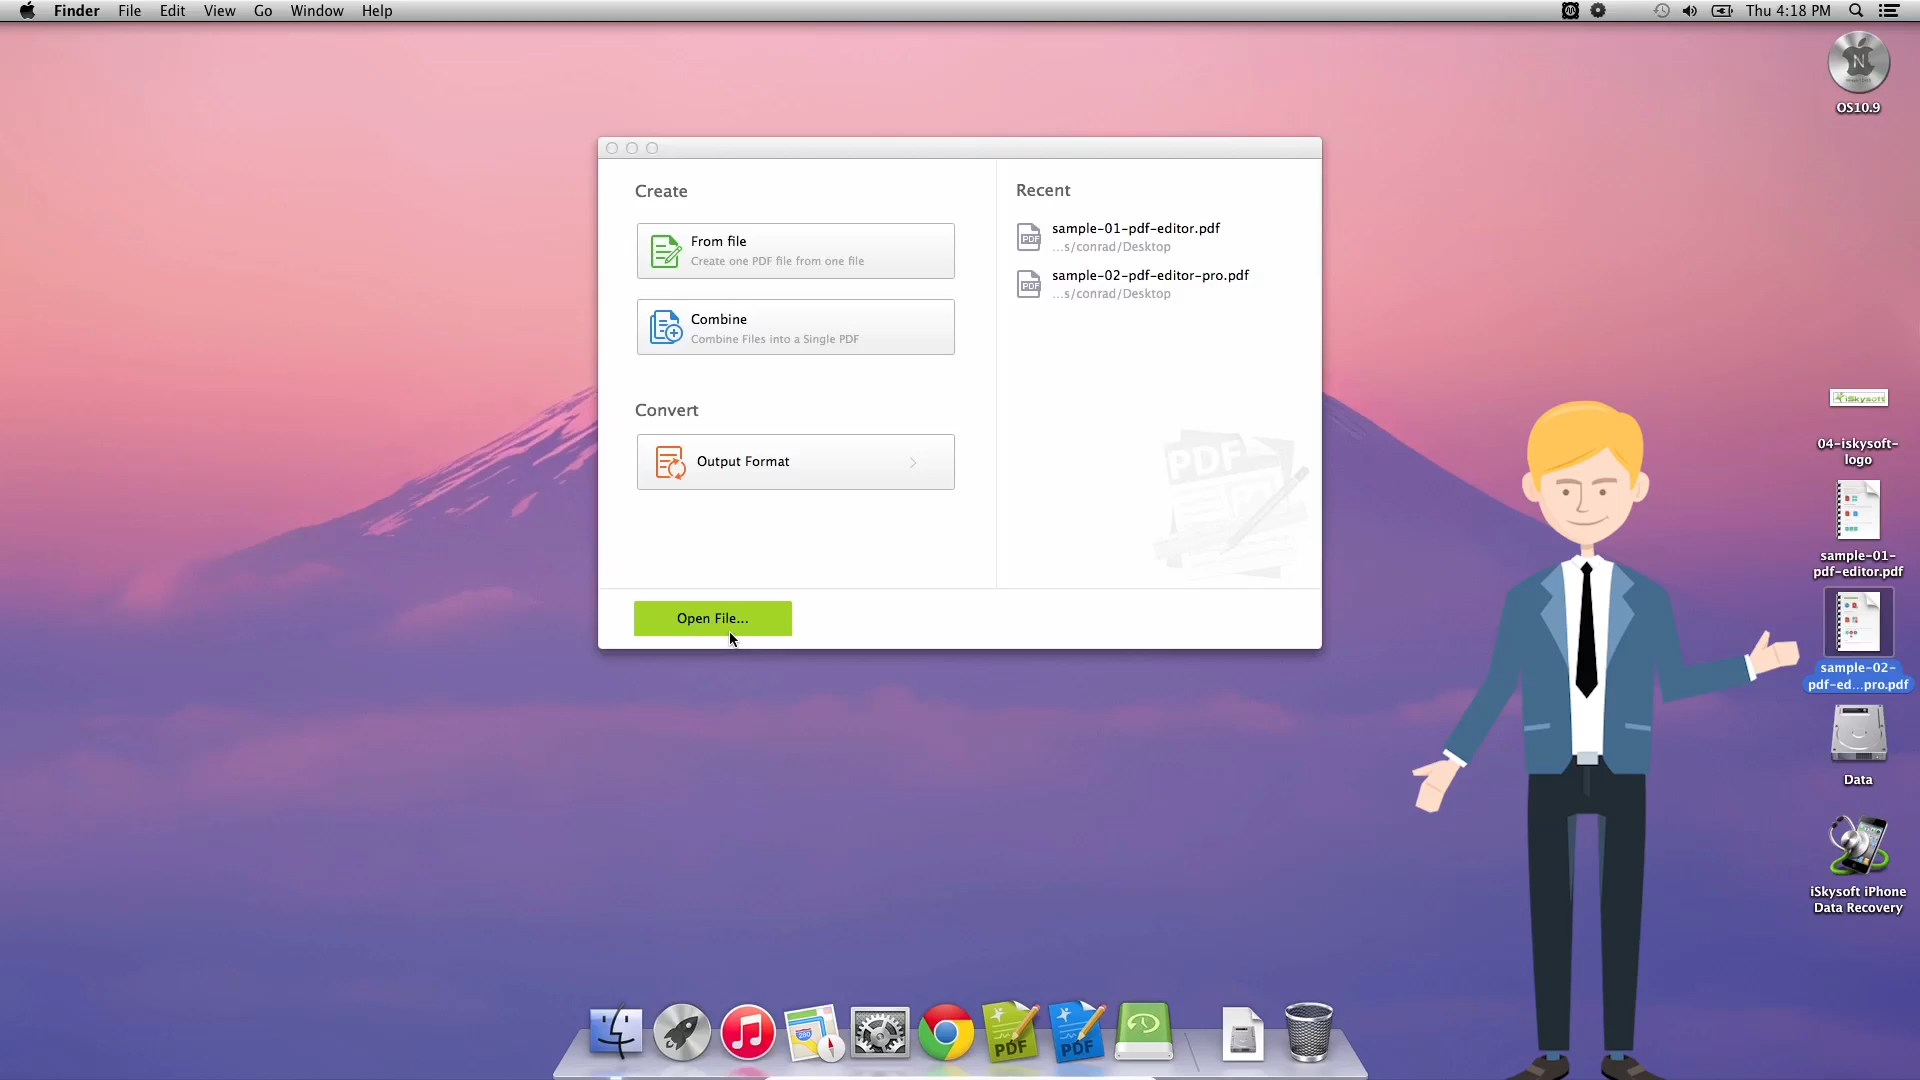 Finder File Edit View Go Window Help
Thu 4:18 PM
OS10.9
Create
From file
Create one PDF file from one file
Combine
Combine Files into a Single PDF
Convert
Output Format
Open File...
Recent
sample-01-pdf-editor.pdf
...s/conrad/Desktop
sample-02-pdf-editor-pro.pdf
...s/conrad/Desktop
PDF
iSkysoft
04-iskysoft-
logo
sample-01-
pdf-editor.pdf
sample-02-
pdf-ed...pro.pdf
Data
iSkysoft iPhone
Data Recovery
280
PDF
PDF